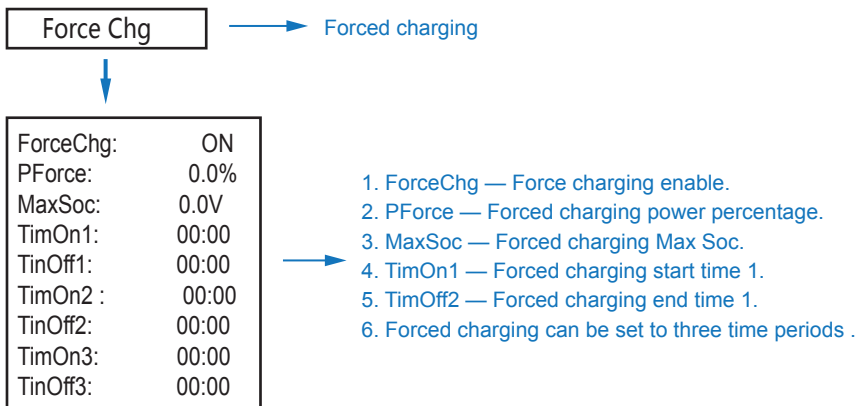 Force Chg
Forced charging
ForceChg: ON
PForce: 0.0%
MaxSoc: 0.0V
TimOn1: 00:00
TinOff1: 00:00
TimOn2 : 00:00
TinOff2: 00:00
TimOn3: 00:00
TinOff3: 00:00
1. ForceChg — Force charging enable.
2. PForce — Forced charging power percentage.
3. MaxSoc — Forced charging Max Soc.
4. TimOn1 — Forced charging start time 1.
5. TimOff2 — Forced charging end time 1.
6. Forced charging can be set to three time periods .